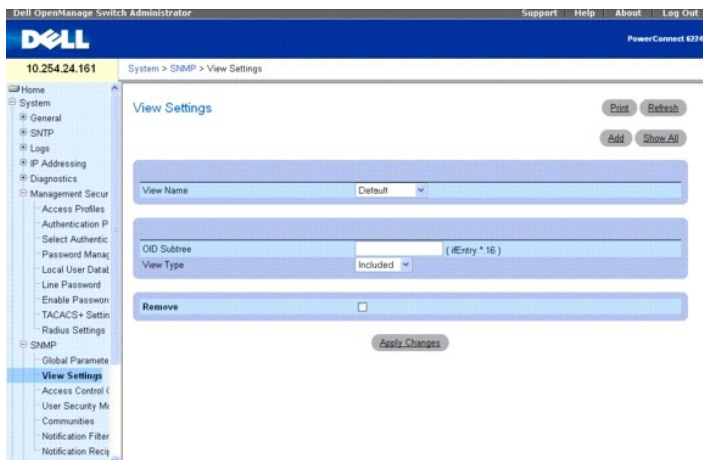 Dell OpenManage Switch Administrator
Support Help About Log Out
DELL
PowerConnect 6224
10.254.24.161
System > SNMP > View Settings
Home
System
General
SNTP
Logs
IP Addressing
Diagnostics
Management Secur
Access Profiles
Authentication P
Select Authentic
Password Manag
Local User Datab
Line Password
Enable Password
TACACS+ Settin
Radius Settings
SNMP
Global Paramete
View Settings
Access Control
User Security Mo
Communities
Notification Filter
Notification Recip
View Settings
Print Refresh
Add Show All
View Name Default
OID Subtree ( ifEntry.*.16 )
View Type Included
Remove
Apply Changes